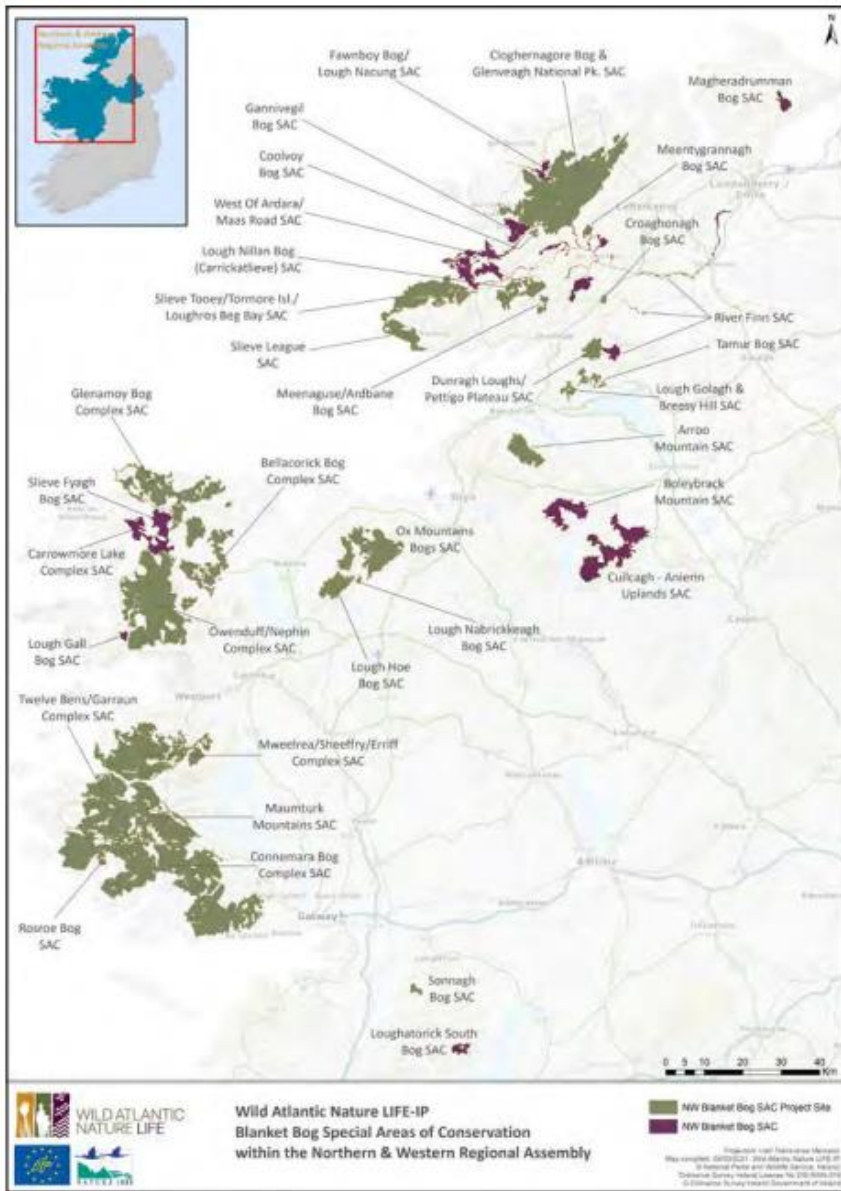 N
Fawnboy Bog/
Lough Nacung SAC
Cloghernagore Bog &
Glenveagh National Pk. SAC
Magheradrumman
Bog SAC
Gannivegil
Bog SAC
Coolvoy
Bog SAC
Meentygrannagh
Bog SAC
West Of Ardara/
Maas Road SAC
Croaghonagh
Bog SAC
Lough Nillan Bog
(Carrickatlieve) SAC
Slieve Tooey/Tormore Isl./
Loughros Beg Bay SAC
River Finn SAC
Slieve League
SAC
Tamur Bog SAC
Meenaguse/Ardbane
Bog SAC
Dunragh Loughs/
Pettigo Plateau SAC
Lough Golagh &
Breesy Hill SAC
Glenamoy Bog
Complex SAC
Arroo
Mountain SAC
Bellacorick Bog
Complex SAC
Slieve Fyagh
Bog SAC
Boleybrack
Mountain SAC
Ox Mountains
Bogs SAC
Carrowmore Lake
Complex SAC
Cuilcagh - Anierin
Uplands SAC
Owenduff/Nephin
Complex SAC
Lough Nabrickkeagh
Bog SAC
Lough Gall
Bog SAC
Lough Hoe
Bog SAC
Westport
Twelve Bens/Garraun
Complex SAC
Mweelrea/Sheeffry/Erriff
Complex SAC
Maumturk
Mountains SAC
Connemara Bog
Complex SAC
Athlone
Galway
Rosroe Bog
SAC
Sonnagh
Bog SAC
Loughatorick South
Bog SAC
0 5 10 20 30 40
Km
WILD ATLANTIC
NATURE LIFE
NATURA 2000
Wild Atlantic Nature LIFE-IP
Blanket Bog Special Areas of Conservation
within the Northern & Western Regional Assembly
NW Blanket Bog SAC Project Site
NW Blanket Bog SAC